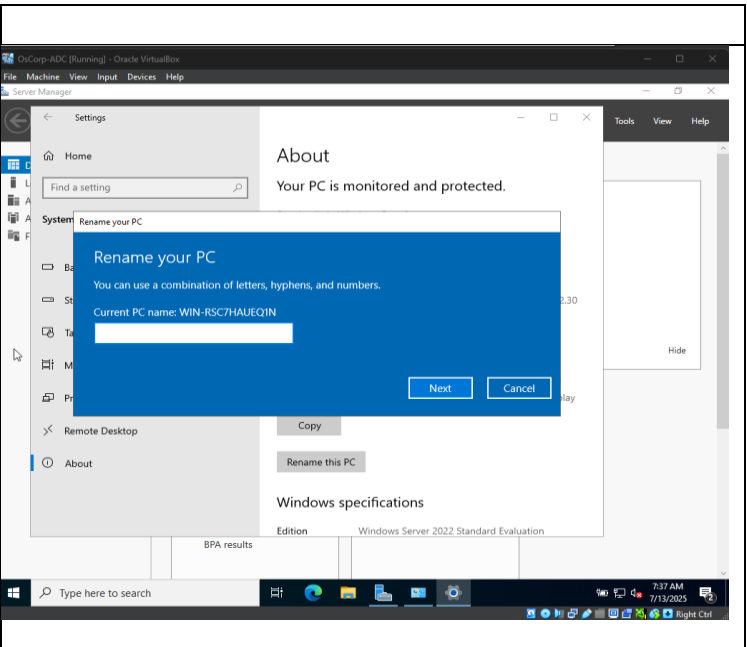 OsCorp-ADC [Running] - Oracle VirtualBox
File Machine View Input Devices Help
Server Manager
Settings
Tools View Help
Home
About
Find a setting
Your PC is monitored and protected.
System
Rename your PC
Rename your PC
You can use a combination of letters, hyphens, and numbers.
Current PC name: WIN-RSC7HAUEQ1N
2.30
Hide
Next
Cancel
Remote Desktop
Copy
About
Rename this PC
Windows specifications
Edition Windows Server 2022 Standard Evaluation
BPA results
Type here to search
7:37 AM
7/13/2025
2
Right Ctrl